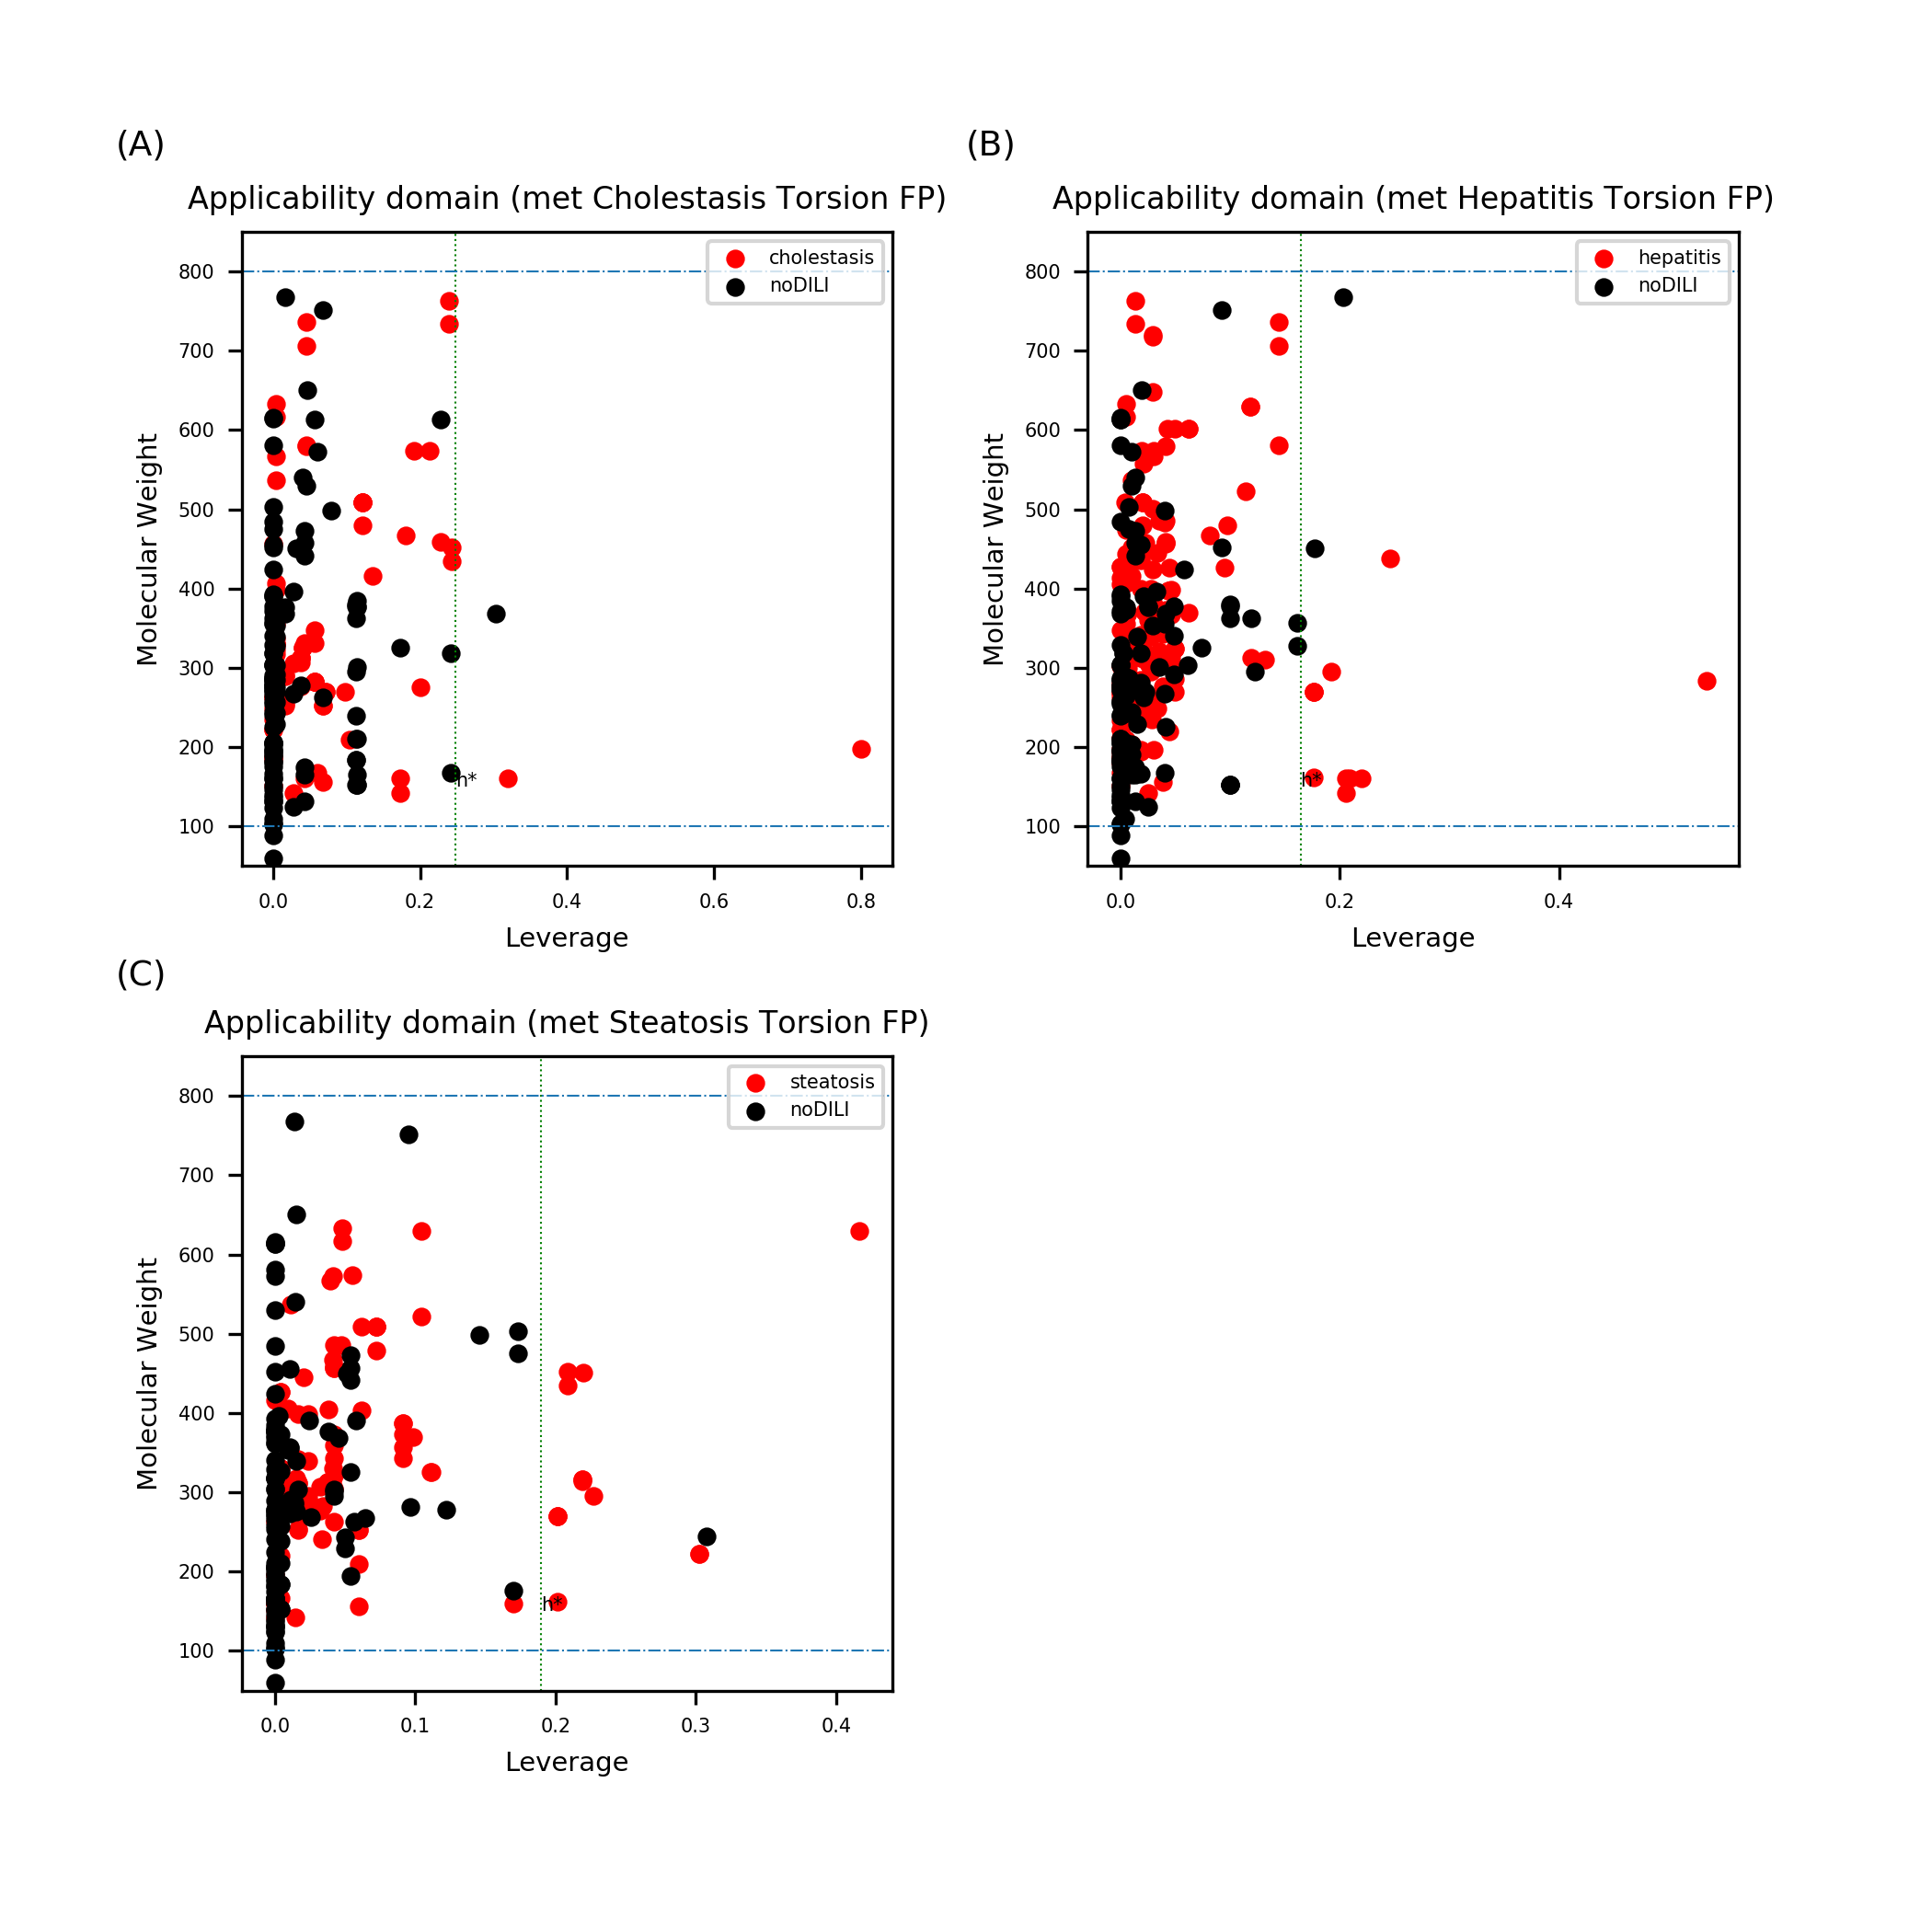 (A)
Applicability domain (met Cholestasis Torsion FP)
cholestasis
noDILI
800
700
600
500
400
300
200
100
Molecular Weight
h*
0.0 0.2 0.4 0.6 0.8
Leverage
(B)
Applicability domain (met Hepatitis Torsion FP)
hepatitis
noDILI
800
700
600
500
400
300
200
100
Molecular Weight
h*
0.0 0.2 0.4
Leverage
(C)
Applicability domain (met Steatosis Torsion FP)
steatosis
noDILI
800
700
600
500
400
300
200
100
Molecular Weight
h*
0.0 0.1 0.2 0.3 0.4
Leverage